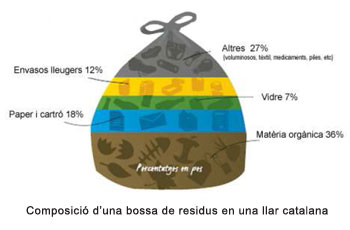 Altres 27%
(voluminosos, tèxtil, medicaments, piles, etc)
Envasos lleugers 12%
Vidre 7%
Paper i cartró 18%
Matèria orgànica 36%
Porcentatges en pes
Composició d'una bossa de residus en una llar catalana